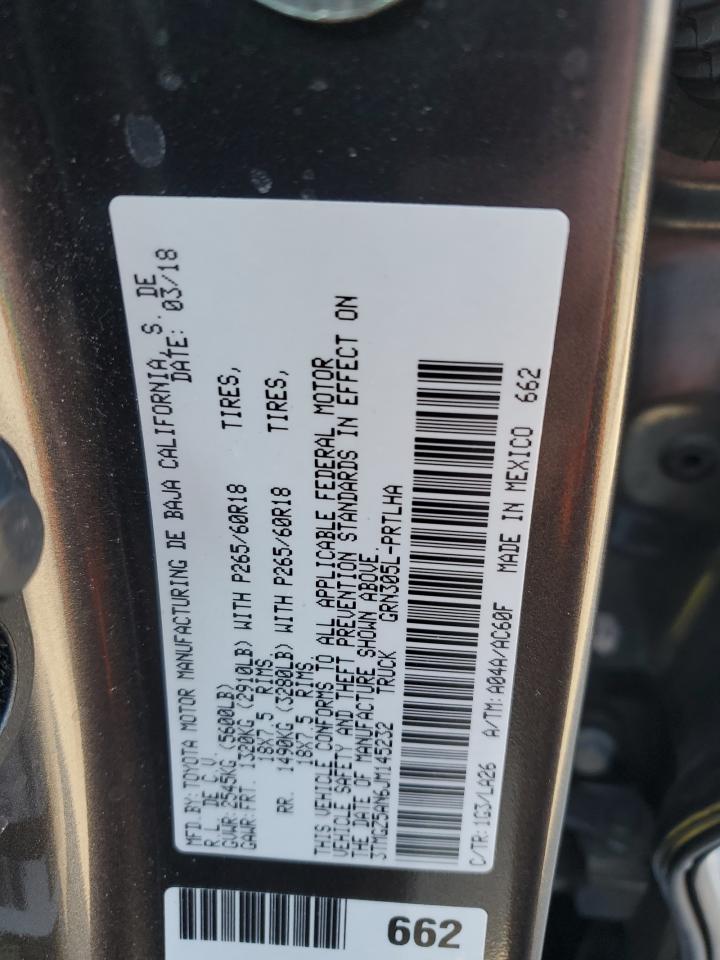 MFD. BY: TOYOTA MOTOR MANUFACTURING DE BAJA CALIFORNIA, S. DE
R.L. DE C.V. DATE: 03/18
GVWR: 2545KG (5600LB)
GAWR: FRT. 1320KG (2910LB) WITH P265/60R18 TIRES,
18X7.5 RIMS
RR. 1490KG (3280LB) WITH P265/60R18 TIRES,
18X7.5 RIMS
THIS VEHICLE CONFORMS TO ALL APPLICABLE FEDERAL MOTOR
VEHICLE SAFETY AND THEFT PREVENTION STANDARDS IN EFFECT ON
THE DATE OF MANUFACTURE SHOWN ABOVE.
3TMGZ5AN6JM145232 TRUCK GRN305L-PRTLHA
C/TR: 1G3/LA26 A/TM: A04A/AC60F MADE IN MEXICO 662
662